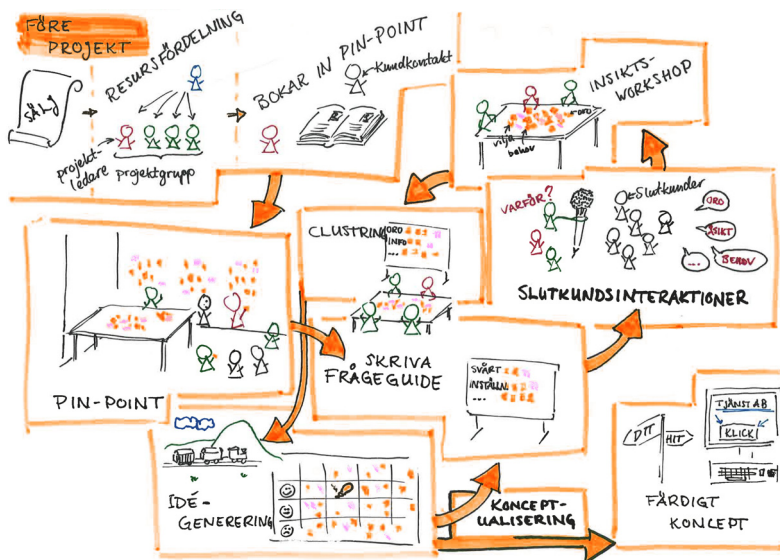 FÖRE
PROJEKT
SÄLJ
RESURSFÖRDELNING
projekt-
ledare
projektgrupp
BOKAR IN PIN-POINT
Kundkontakt
INSIKTS-
WORKSHOP
ORO
vilja
behov
PIN-POINT
CLUSTRING
ORO
INFO
...
VARFÖR?
Slutkunder
ORO
ÅSIKT
...
BEHOV
SLUTKUNDSINTERAKTIONER
SKRIVA
FRÅGEGUIDE
SVÅRT
INSTÄLLN.
...
IDÉ-
GENERERING
KONCEPT-
UALISERING
DIT
HIT
TJÄNST AB
KLICK
FÄRDIGT
KONCEPT